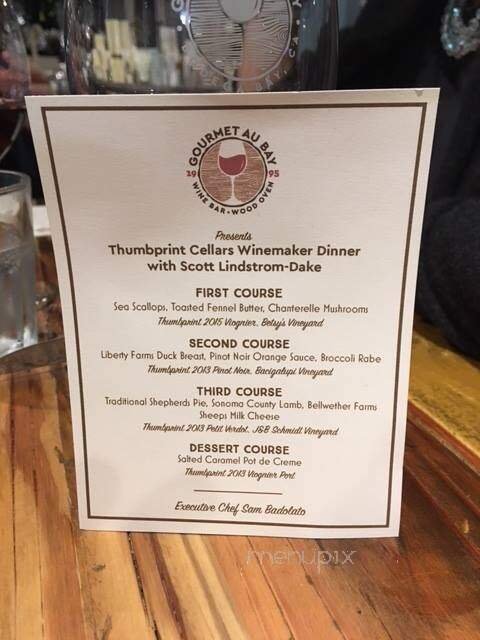 GOURMET AU BAY
1995
WINE BAR • WOOD OVEN
Presents
Thumbprint Cellars Winemaker Dinner
with Scott Lindstrom-Dake
FIRST COURSE
Sea Scallops, Toasted Fennel Butter, Chanterelle Mushrooms
Thumbprint 2015 Viognier, Betsy's Vineyard
SECOND COURSE
Liberty Farms Duck Breast, Pinot Noir Orange Sauce, Broccoli Rabe
Thumbprint 2013 Pinot Noir, Bacigalupi Vineyard
THIRD COURSE
Traditional Shepherds Pie, Sonoma County Lamb, Bellwether Farms
Sheeps Milk Cheese
Thumbprint 2013 Petit Verdot, J&B Schmidl Vineyard
DESSERT COURSE
Salted Caramel Pot de Creme
Thumbprint 2013 Viognier Port
Executive Chef Sam Badolato
menupix